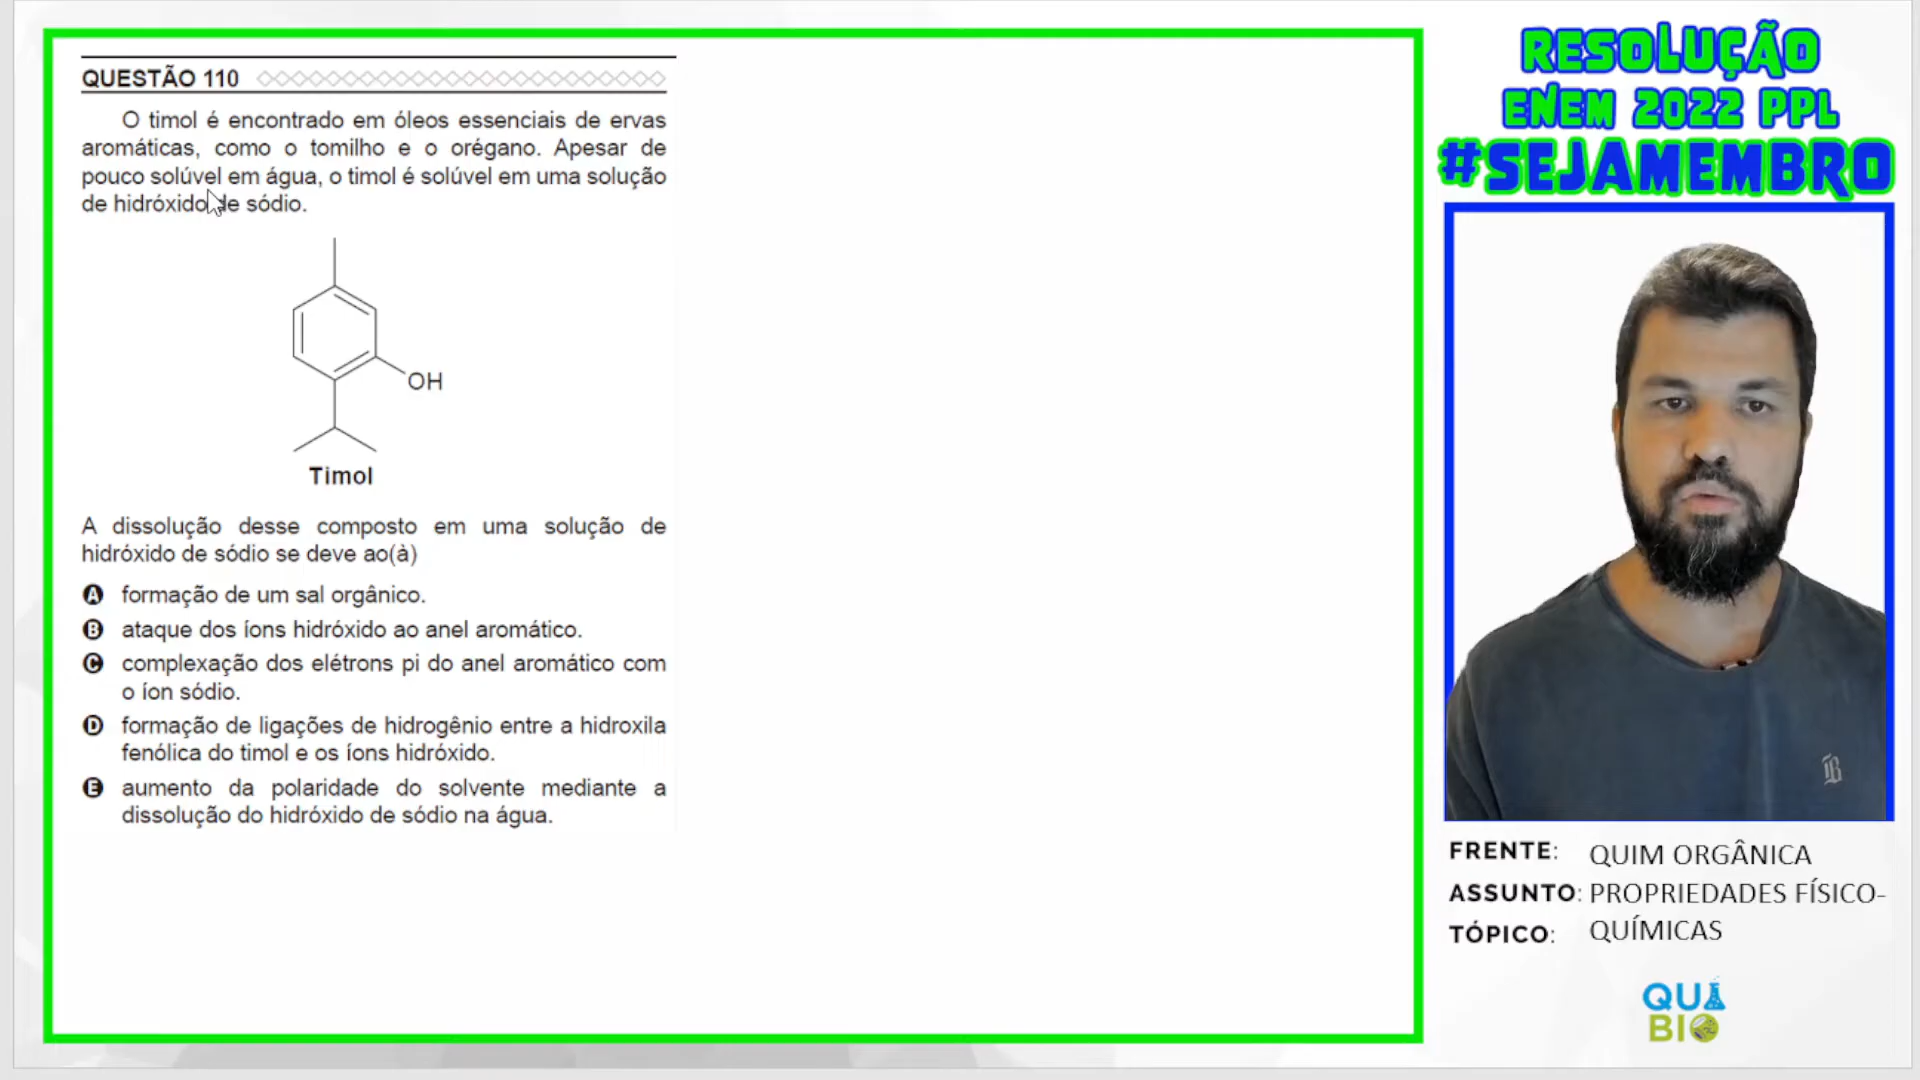 QUESTÃO 110
O timol é encontrado em óleos essenciais de ervas
aromáticas, como o tomilho e o orégano. Apesar de
pouco solúvel em água, o timol é solúvel em uma solução
de hidróxido de sódio.
OH
Timol
A dissolução desse composto em uma solução de
hidróxido de sódio se deve ao(à)
A formação de um sal orgânico.
B ataque dos íons hidróxido ao anel aromático.
C complexação dos elétrons pi do anel aromático com
o íon sódio.
D formação de ligações de hidrogênio entre a hidroxila
fenólica do timol e os íons hidróxido.
E aumento da polaridade do solvente mediante a
dissolução do hidróxido de sódio na água.
RESOLUÇÃO
ENEM 2022 PPL
#SEJAMEMBRO
B
FRENTE: QUIM ORGÂNICA
ASSUNTO: PROPRIEDADES FÍSICO-
TÓPICO: QUÍMICAS
QUI
BIO